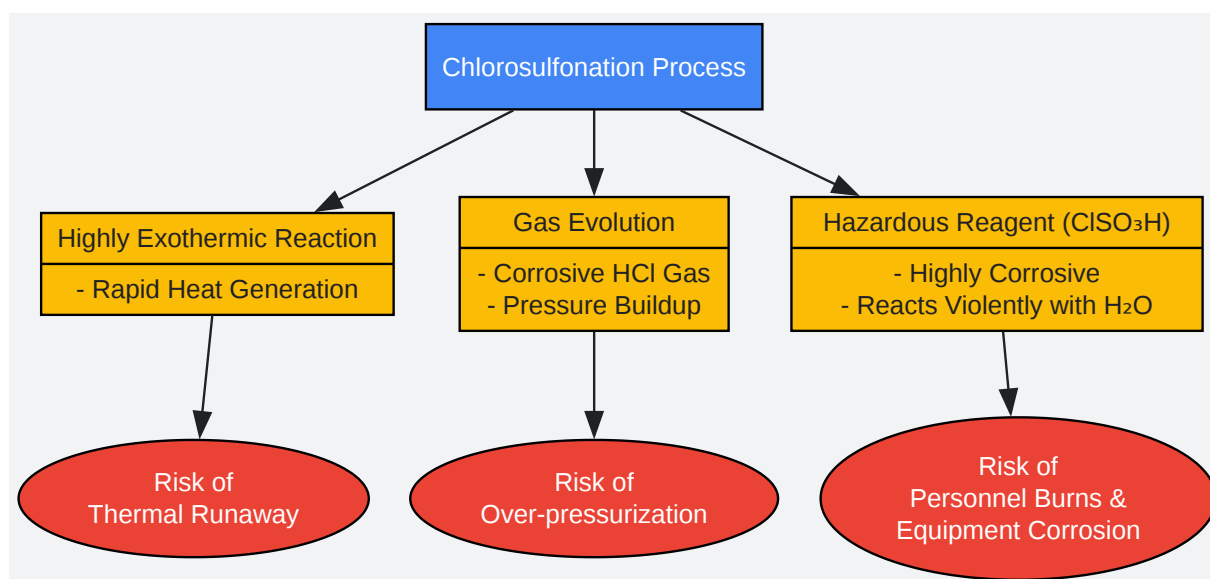 Chlorosulfonation Process
Highly Exothermic Reaction
- Rapid Heat Generation
Gas Evolution
- Corrosive HCl Gas
- Pressure Buildup
Hazardous Reagent (ClSO₃H)
- Highly Corrosive
- Reacts Violently with H₂O
Risk of
Thermal Runaway
Risk of
Over-pressurization
Risk of
Personnel Burns &
Equipment Corrosion